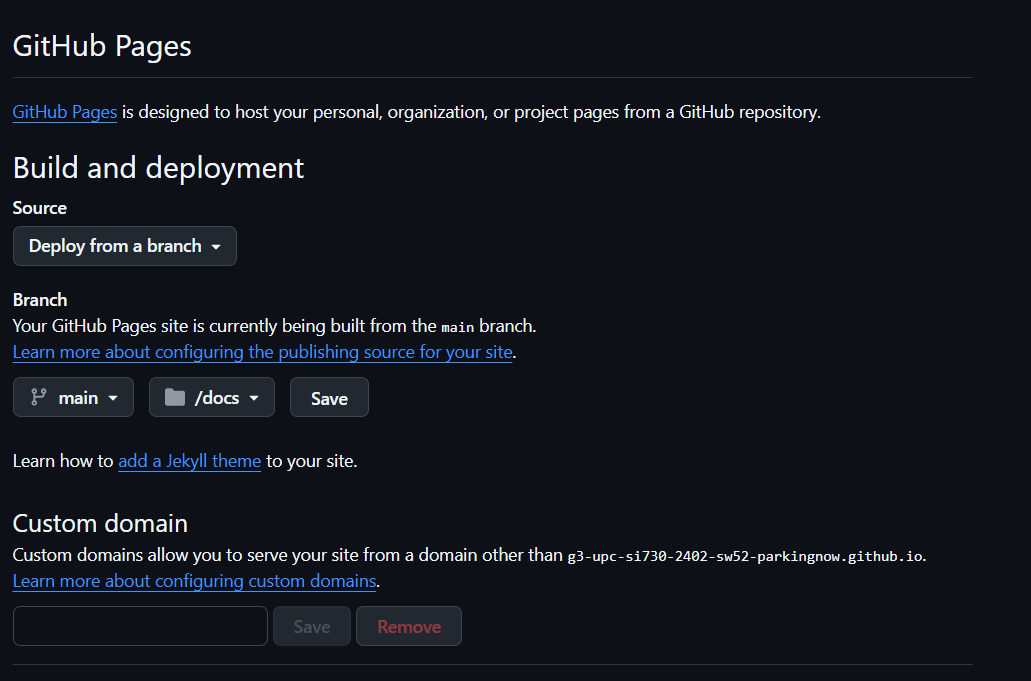 GitHub Pages
GitHub Pages is designed to host your personal, organization, or project pages from a GitHub repository.
Build and deployment
Source
Deploy from a branch
Branch
Your GitHub Pages site is currently being built from the main branch.
Learn more about configuring the publishing source for your site.
main /docs Save
Learn how to add a Jekyll theme to your site.
Custom domain
Custom domains allow you to serve your site from a domain other than g3-upc-si730-2402-sw52-parkingnow.github.io.
Learn more about configuring custom domains.
Save Remove